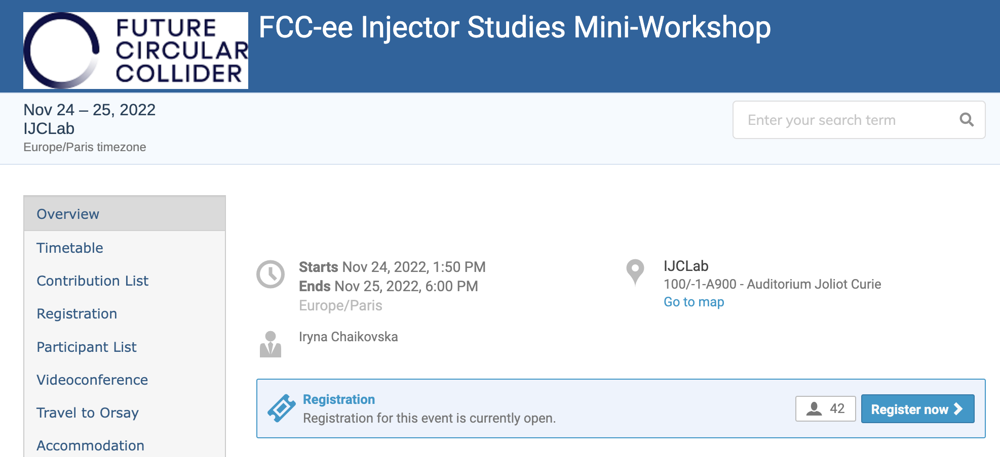 FUTURE
CIRCULAR
COLLIDER
FCC-ee Injector Studies Mini-Workshop
Nov 24 – 25, 2022
IJCLab
Europe/Paris timezone
Enter your search term
Overview
Timetable
Contribution List
Registration
Participant List
Videoconference
Travel to Orsay
Accommodation
Starts Nov 24, 2022, 1:50 PM
Ends Nov 25, 2022, 6:00 PM
Europe/Paris
IJCLab
100/-1-A900 - Auditorium Joliot Curie
Go to map
Iryna Chaikovska
Registration
Registration for this event is currently open.
42
Register now